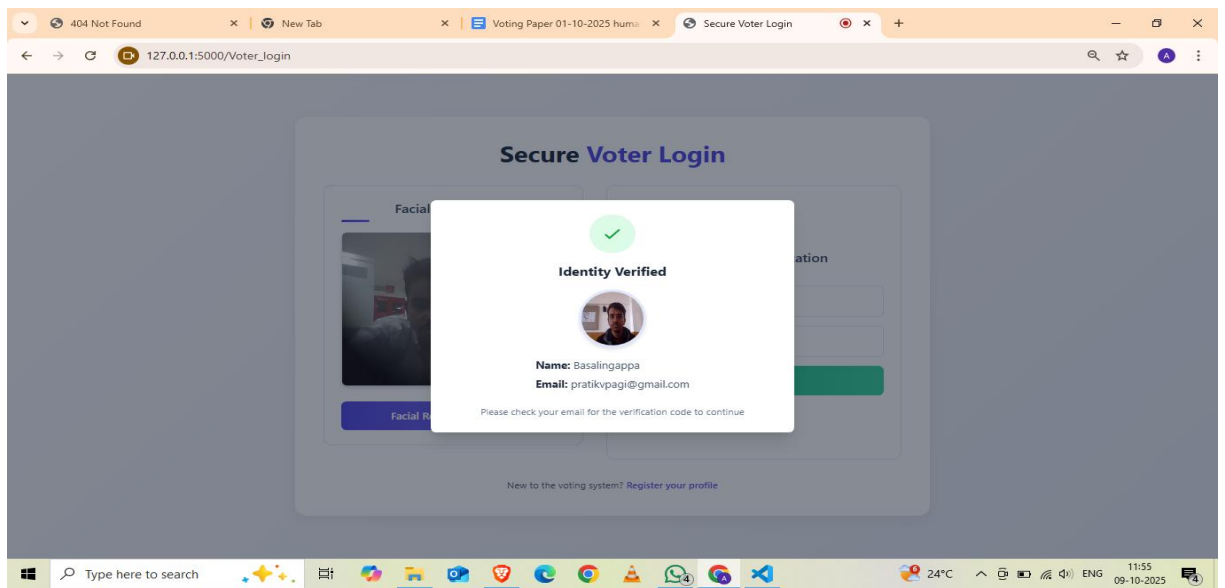 404 Not Found
New Tab
Voting Paper 01-10-2025 huma
Secure Voter Login
127.0.0.1:5000/Voter_login
A
Secure Voter Login
Facial
ation
Identity Verified
Name: Basalingappa
Email: pratikvpagi@gmail.com
Please check your email for the verification code to continue
Facial R
New to the voting system? Register your profile
Type here to search
4
24°C
ENG
11:55
09-10-2025
4